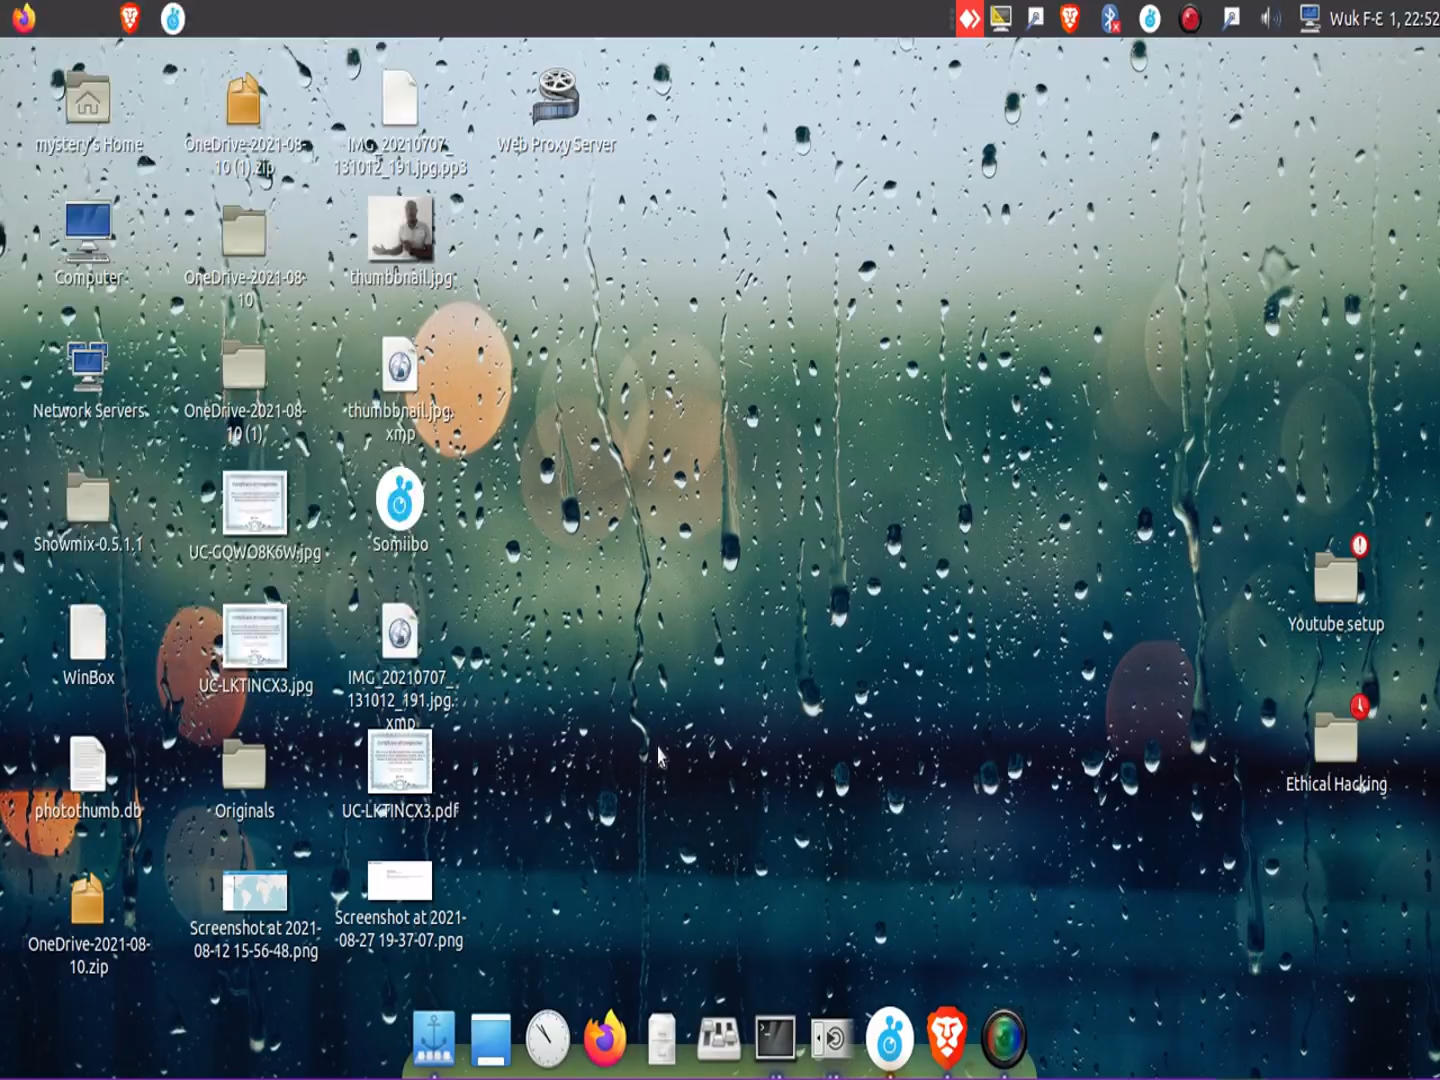 Wuk F-Ɛ 1, 22:52
mystery's Home
OneDrive-2021-08-
10 (1).zip
IMG_20210707_
131012_191.jpg.pp3
Web Proxy Server
Computer
OneDrive-2021-08-
10
thumbbnail.jpg
Network Servers
OneDrive-2021-08-
10 (1)
thumbbnail.jpg.
xmp
Snowmix-0.5.1.1
UC-GQWO8K6W.jpg
Somiibo
Youtube setup
WinBox
UC-LKTINCX3.jpg
IMG_20210707_
131012_191.jpg.
xmp
Ethical Hacking
photothumb.db
Originals
UC-LKTINCX3.pdf
OneDrive-2021-08-
10.zip
Screenshot at 2021-
08-12 15-56-48.png
Screenshot at 2021-
08-27 19-37-07.png